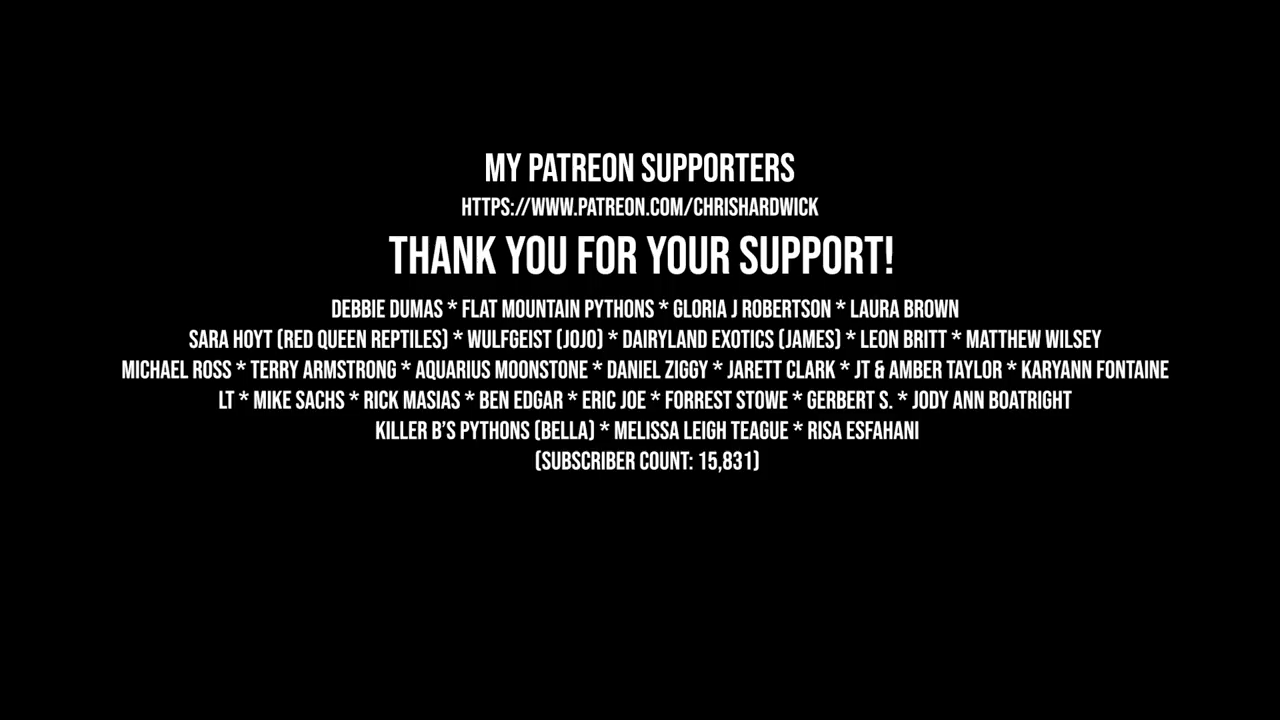 MY PATREON SUPPORTERS
HTTPS://WWW.PATREON.COM/CHRISHARDWICK
THANK YOU FOR YOUR SUPPORT!
DEBBIE DUMAS * FLAT MOUNTAIN PYTHONS * GLORIA J ROBERTSON * LAURA BROWN
SARA HOYT (RED QUEEN REPTILES) * WULFGEIST (JOJO) * DAIRYLAND EXOTICS (JAMES) * LEON BRITT * MATTHEW WILSEY
MICHAEL ROSS * TERRY ARMSTRONG * AQUARIUS MOONSTONE * DANIEL ZIGGY * JARETT CLARK * JT & AMBER TAYLOR * KARYANN FONTAINE
LT * MIKE SACHS * RICK MASIAS * BEN EDGAR * ERIC JOE * FORREST STOWE * GERBERT S. * JODY ANN BOATRIGHT
KILLER B'S PYTHONS (BELLA) * MELISSA LEIGH TEAGUE * RISA ESFAHANI
(SUBSCRIBER COUNT: 15,831)